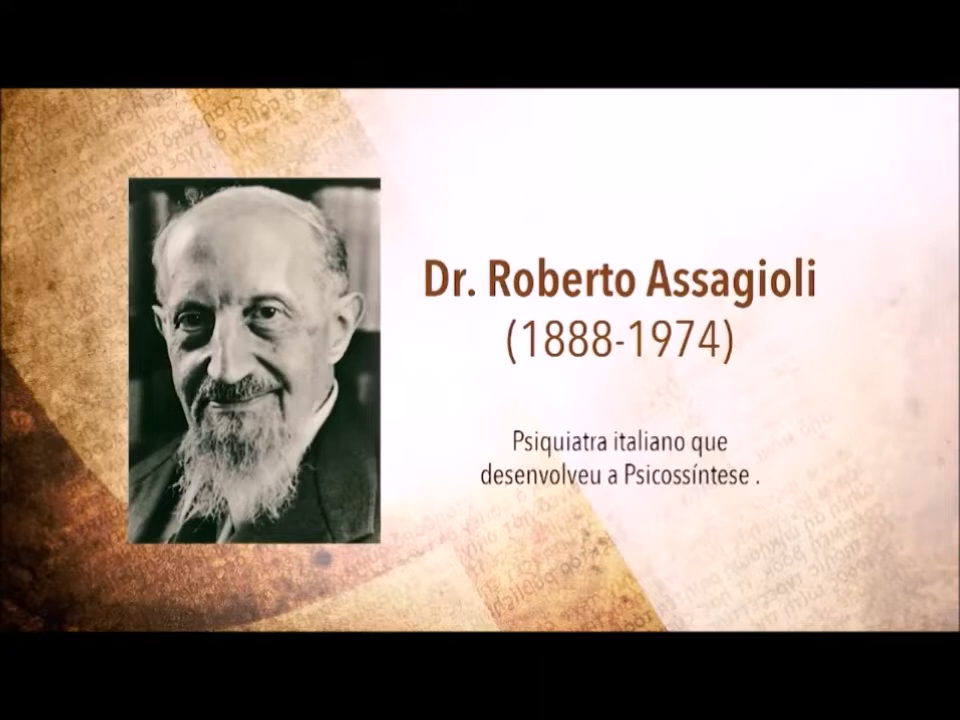 Dr. Roberto Assagioli
(1888-1974)
Psiquiatra italiano que
desenvolveu a Psicossíntese .